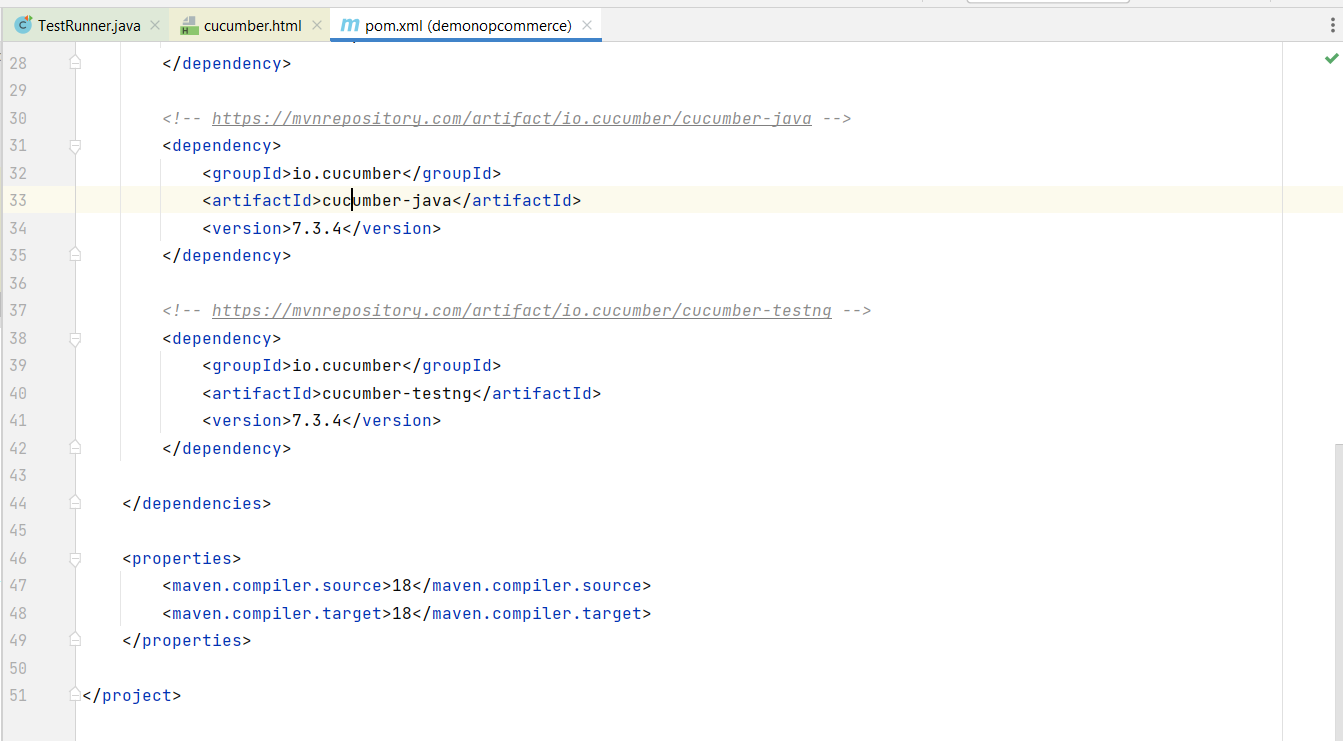 TestRunner.java cucumber.html m pom.xml (demonopcommerce)
28 </dependency>
29
30 <!-- https://mvnrepository.com/artifact/io.cucumber/cucumber-java -->
31 <dependency>
32 <groupId>io.cucumber</groupId>
33 <artifactId>cucumber-java</artifactId>
34 <version>7.3.4</version>
35 </dependency>
36
37 <!-- https://mvnrepository.com/artifact/io.cucumber/cucumber-testng -->
38 <dependency>
39 <groupId>io.cucumber</groupId>
40 <artifactId>cucumber-testng</artifactId>
41 <version>7.3.4</version>
42 </dependency>
43
44 </dependencies>
45
46 <properties>
47 <maven.compiler.source>18</maven.compiler.source>
48 <maven.compiler.target>18</maven.compiler.target>
49 </properties>
50
51 </project>